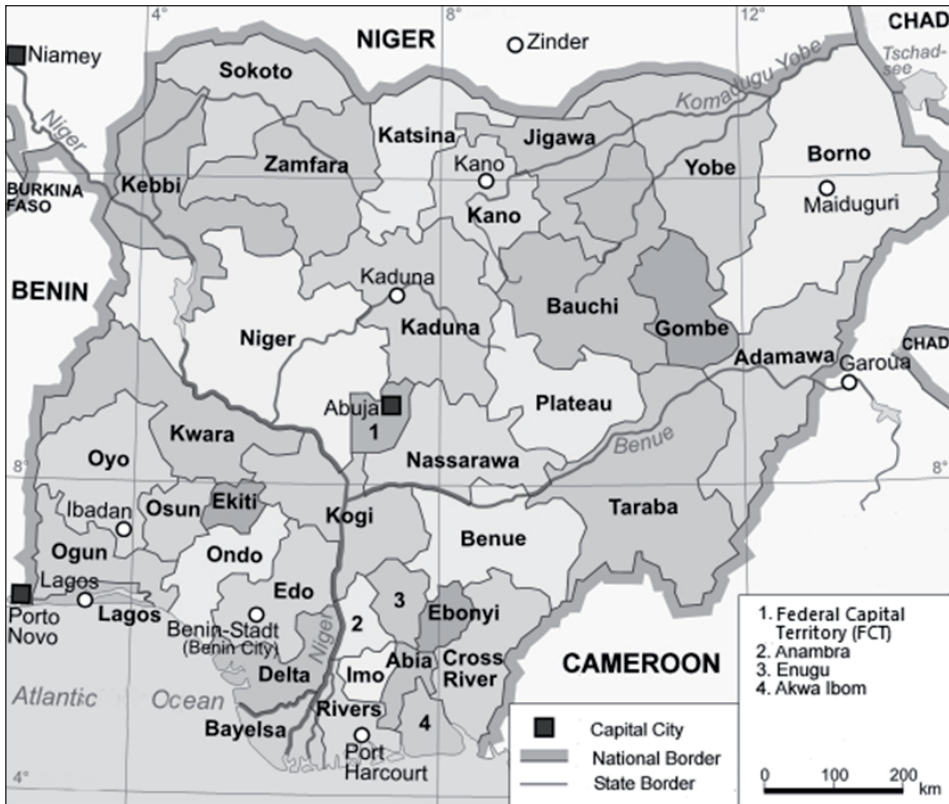 4°
8°
12°
CHAD
NIGER
Zinder
Niamey
Tschad-
see
Sokoto
Komadugu Yobe
Niger
Katsina
Jigawa
Kano
Zamfara
Yobe
Borno
Kebbi
BURKINA
FASO
Maiduguri
Kano
Kaduna
BENIN
Bauchi
Niger
Kaduna
Gombe
CHAD
Adamawa
Garoua
Abuja
1
Plateau
Kwara
Benue
Oyo
Nassarawa
8°
8°
Ibadan
Osun
Ekiti
Kogi
Taraba
Ogun
Ondo
Benue
Lagos
Edo
3
Ebonyi
Porto
Novo
Lagos
Benin-Stadt
(Benin City)
Niger
2
Abia
Cross
River
CAMEROON
Delta
Imo
Atlantic Ocean
Bayelsa
Rivers
4
Port
Harcourt
4°
1. Federal Capital
Territory (FCT)
2. Anambra
3. Enugu
4. Akwa Ibom
Capital City
National Border
State Border
0 100 200
km